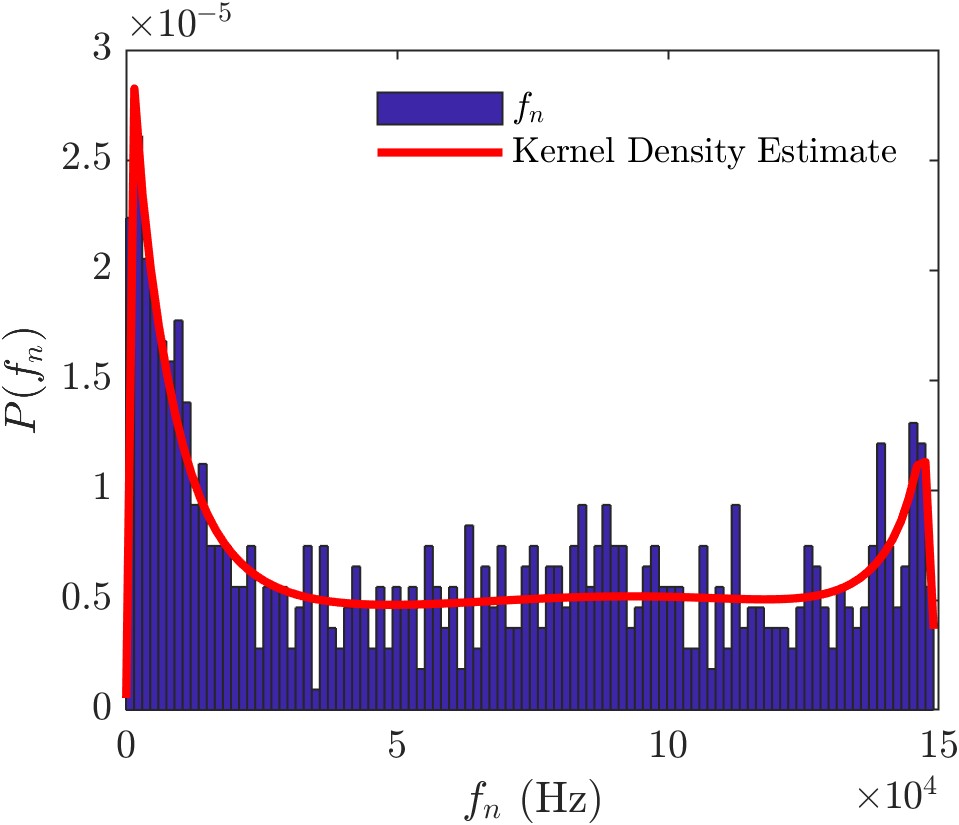 ×10⁻⁵
3
2.5
2
1.5
1
0.5
0
P(fₙ)
fₙ
Kernel Density Estimate
0 5 10 15
fₙ (Hz)
×10⁴